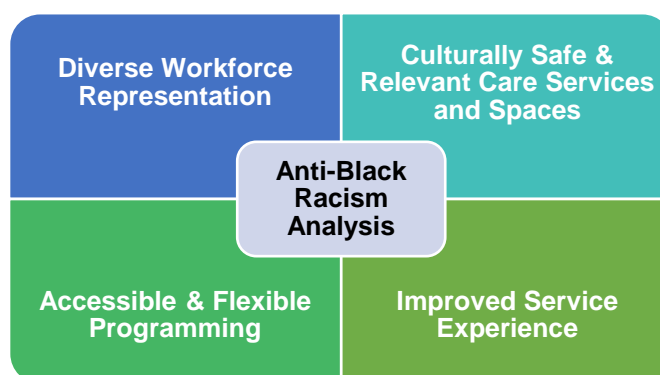 Diverse Workforce
Representation
Culturally Safe &
Relevant Care Services
and Spaces
Anti-Black
Racism
Analysis
Accessible & Flexible
Programming
Improved Service
Experience